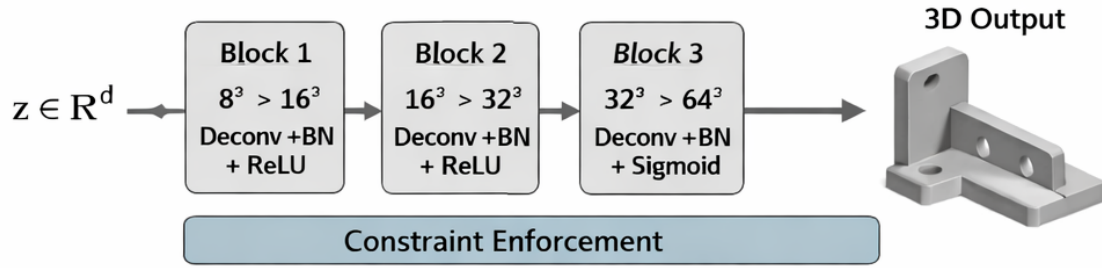 3D Output
z ∈ R^d
Block 1
8³ > 16³
Deconv +BN
+ ReLU
Block 2
16³ > 32³
Deconv +BN
+ ReLU
Block 3
32³ > 64³
Deconv +BN
+ Sigmoid
Constraint Enforcement